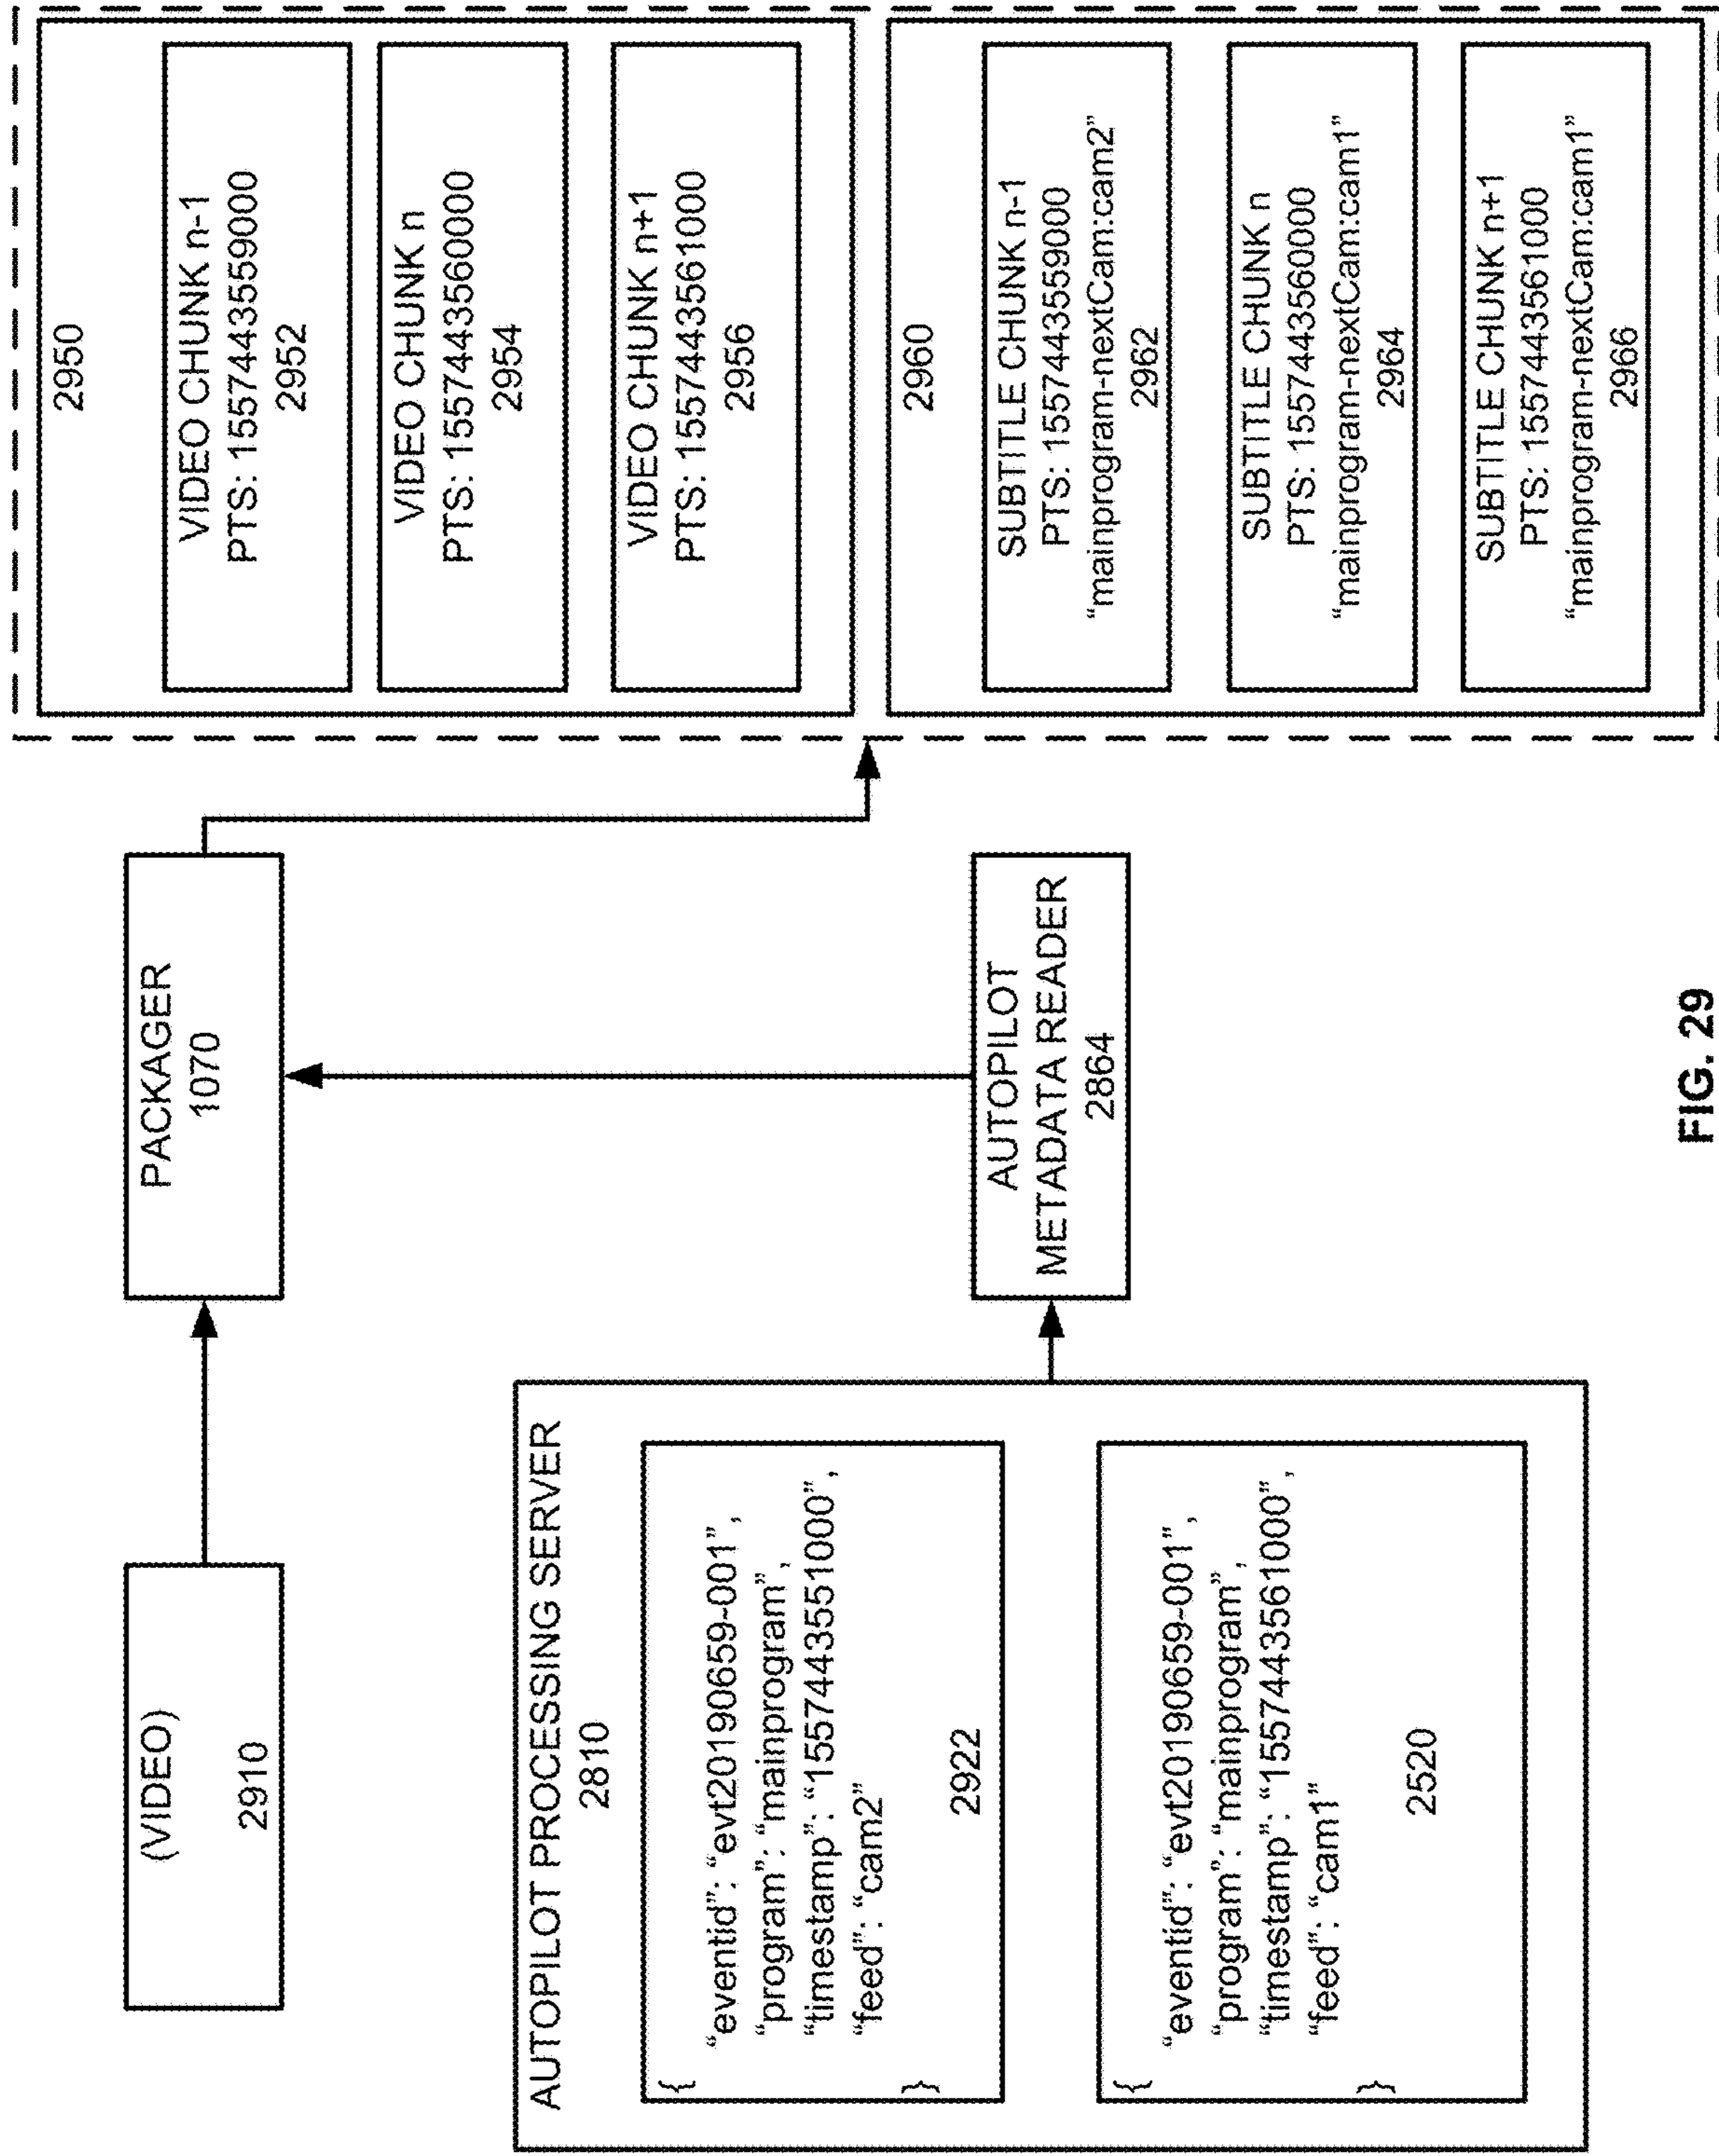 (VIDEO)
2910
PACKAGER
1070
AUTOPILOT PROCESSING SERVER
2810
{
"eventid": "evt20190659-001",
"program": "mainprogram",
"timestamp": "1557443551000",
"feed": "cam2"
}
2922
{
"eventid": "evt20190659-001",
"program": "mainprogram",
"timestamp": "1557443561000",
"feed": "cam1"
}
2520
AUTOPILOT
METADATA READER
2864
2950
VIDEO CHUNK n-1
PTS: 1557443559000
2952
VIDEO CHUNK n
PTS: 1557443560000
2954
VIDEO CHUNK n+1
PTS: 1557443561000
2956
2960
SUBTITLE CHUNK n-1
PTS: 1557443559000
"mainprogram-nextCam:cam2"
2962
SUBTITLE CHUNK n
PTS: 1557443560000
"mainprogram-nextCam:cam1"
2964
SUBTITLE CHUNK n+1
PTS: 1557443561000
"mainprogram-nextCam:cam1"
2966
FIG. 29